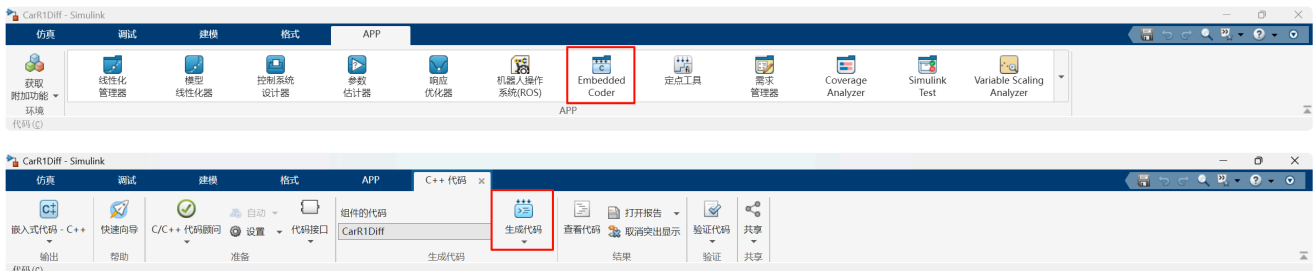 CarR1Diff - Simulink
仿真 调试 建模 格式 APP
获取 附加功能
线性化 管理器
模型 线性化器
控制系统 设计器
参数 估计器
响应 优化器
机器人操作 系统(ROS)
Embedded Coder
定点工具
需求 管理器
Coverage Analyzer
Simulink Test
Variable Scaling Analyzer
环境 APP
代码(C)
CarR1Diff - Simulink
仿真 调试 建模 格式 APP C++ 代码 ×
嵌入式代码 - C++
快速向导
C/C++ 代码顾问
自动
设置
代码接口
组件的代码
CarR1Diff
生成代码
查看代码
打开报告
取消突出显示
验证代码
共享
输出 帮助 准备 生成代码 结果 验证 共享
代码(C)